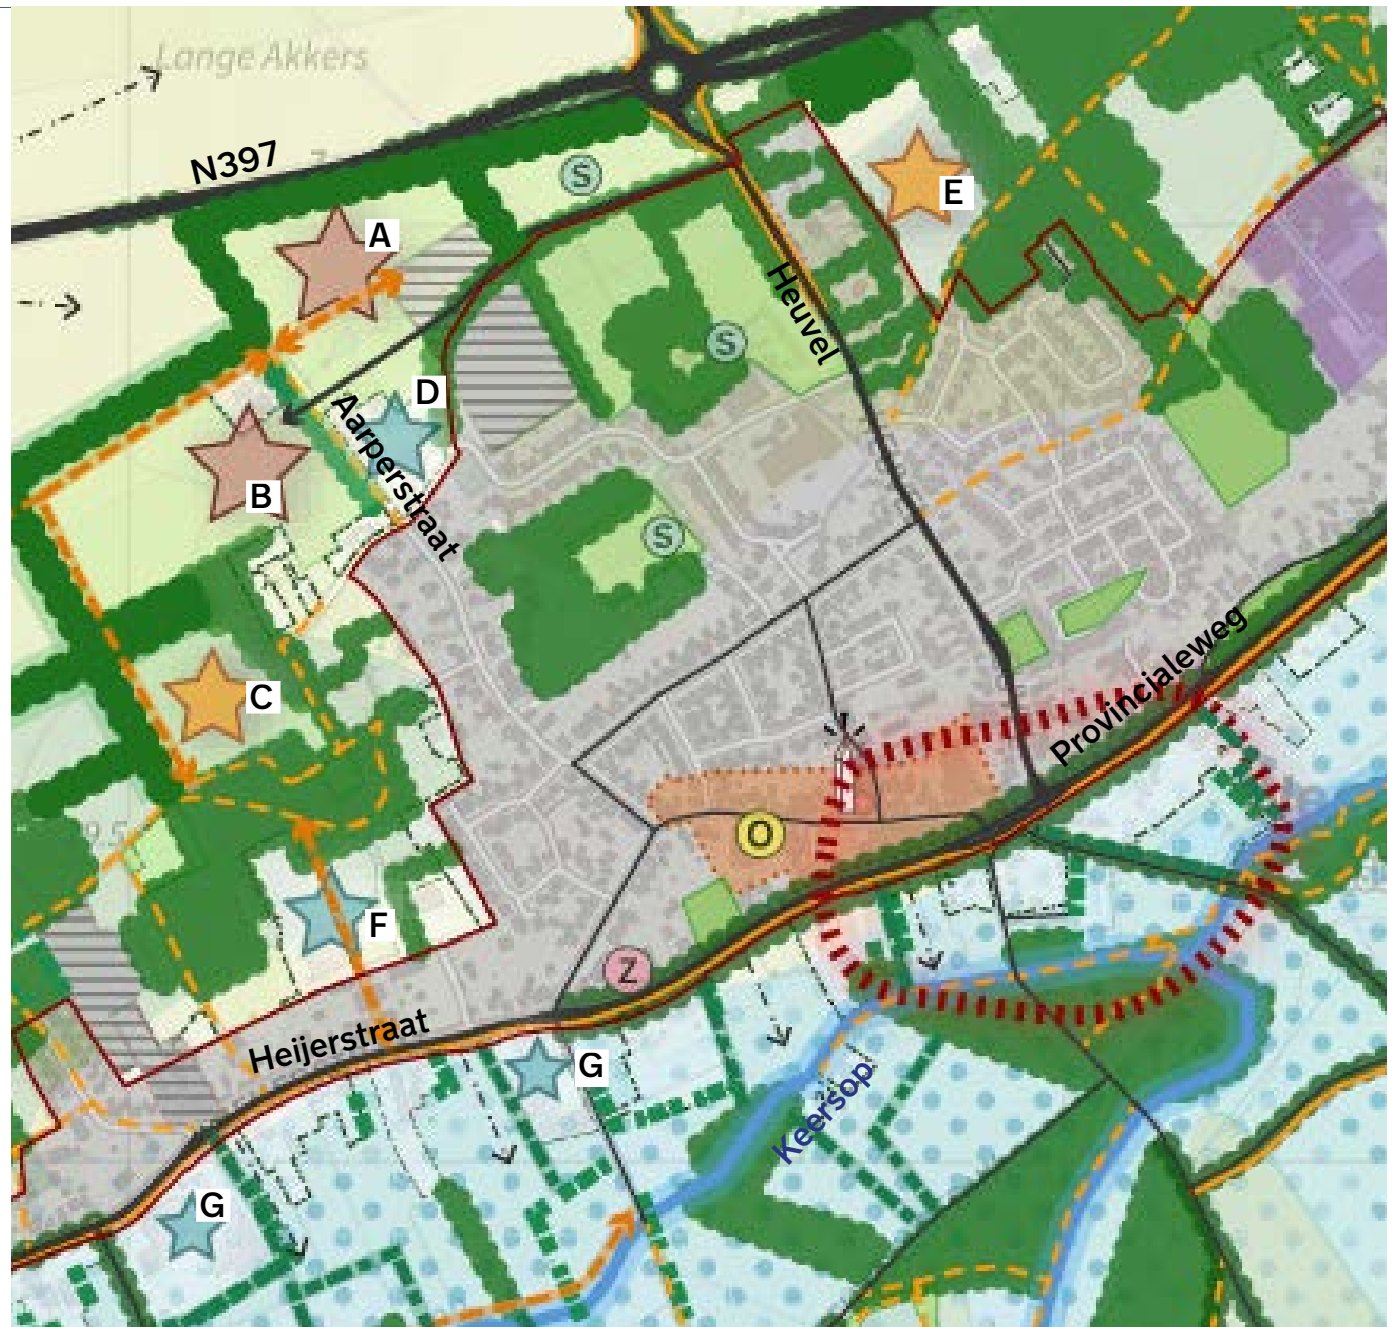 Lange Akkers
N397
S
A
E
Heuvel
S
D
Aarperstraat
B
S
C
Provincialeweg
O
F
Z
Heijerstraat
G
Keersop
G